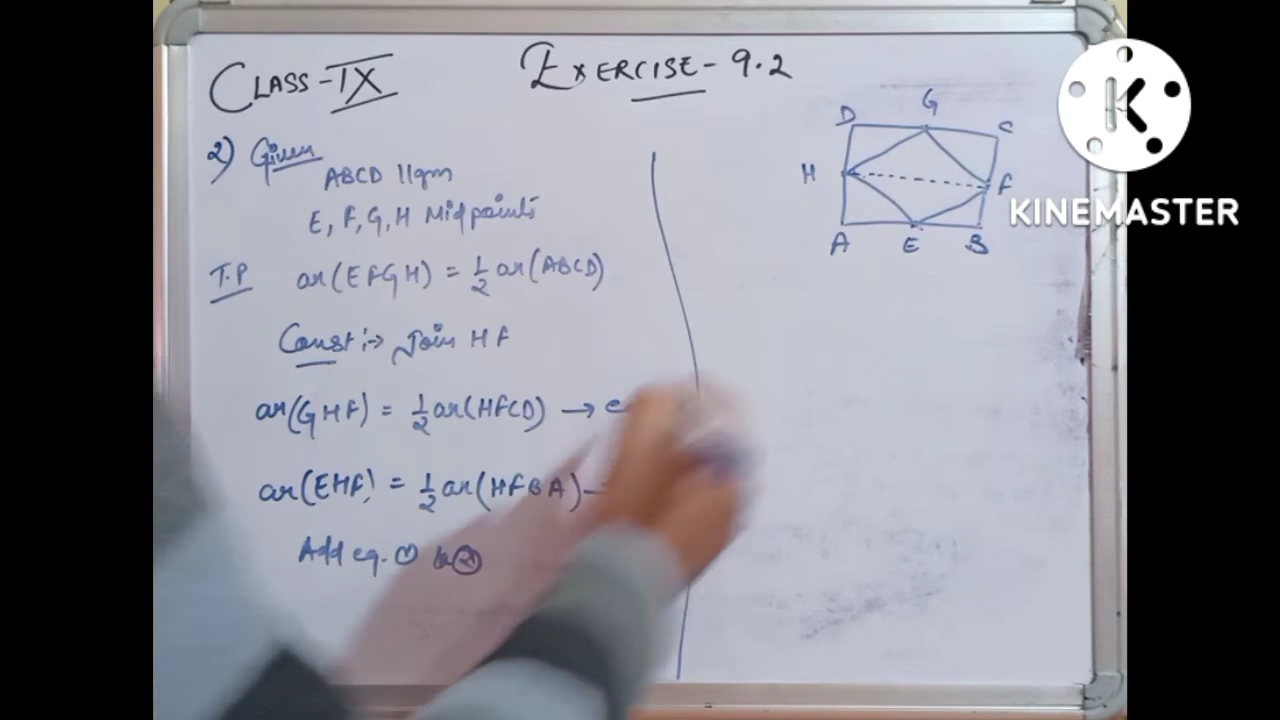 CLASS-IX EXERCISE-9.2
2) Given
ABCD ||gm
E, F, G, H Midpoints
T.P ar(EFGH) = 1/2 ar(ABCD)
Const :-> Join HF
ar(GHF) = 1/2 ar(HFCD) →
ar(EHF) = 1/2 ar(HFBA) →
Add eq. ① & ②
D G C
H F
A E B
KINEMASTER